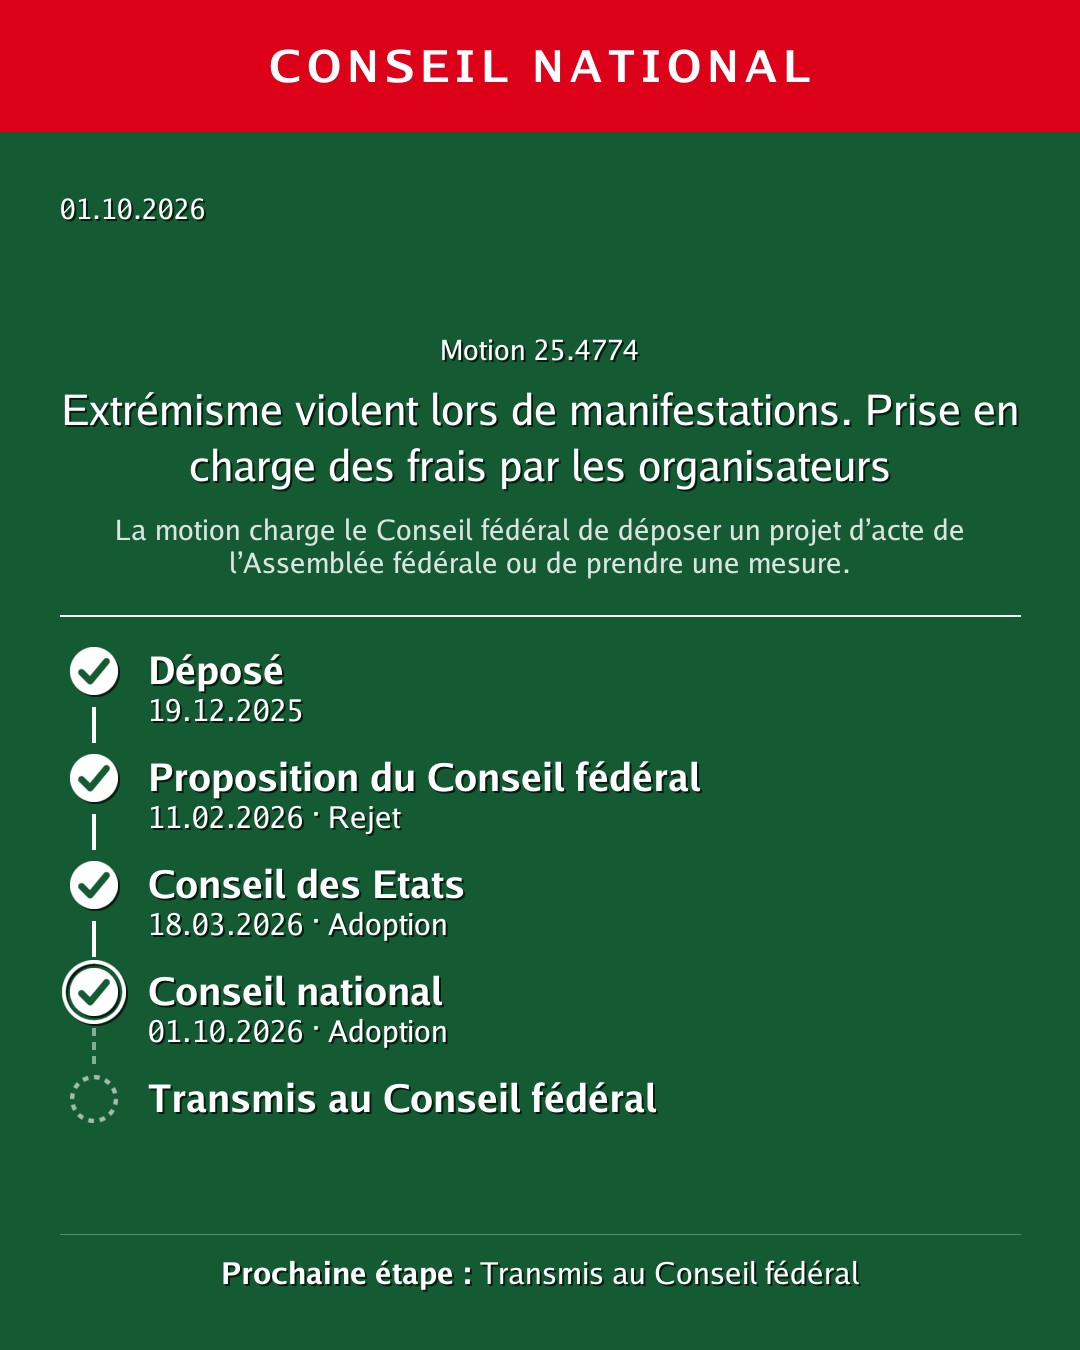 CONSEIL NATIONAL
01.10.2026
Motion 25.4774
Extrémisme violent lors de manifestations. Prise en
charge des frais par les organisateurs
La motion charge le Conseil fédéral de déposer un projet d’acte de
l’Assemblée fédérale ou de prendre une mesure.
Déposé
19.12.2025
Proposition du Conseil fédéral
11.02.2026 · Rejet
Conseil des Etats
18.03.2026 · Adoption
Conseil national
01.10.2026 · Adoption
Transmis au Conseil fédéral
Prochaine étape : Transmis au Conseil fédéral